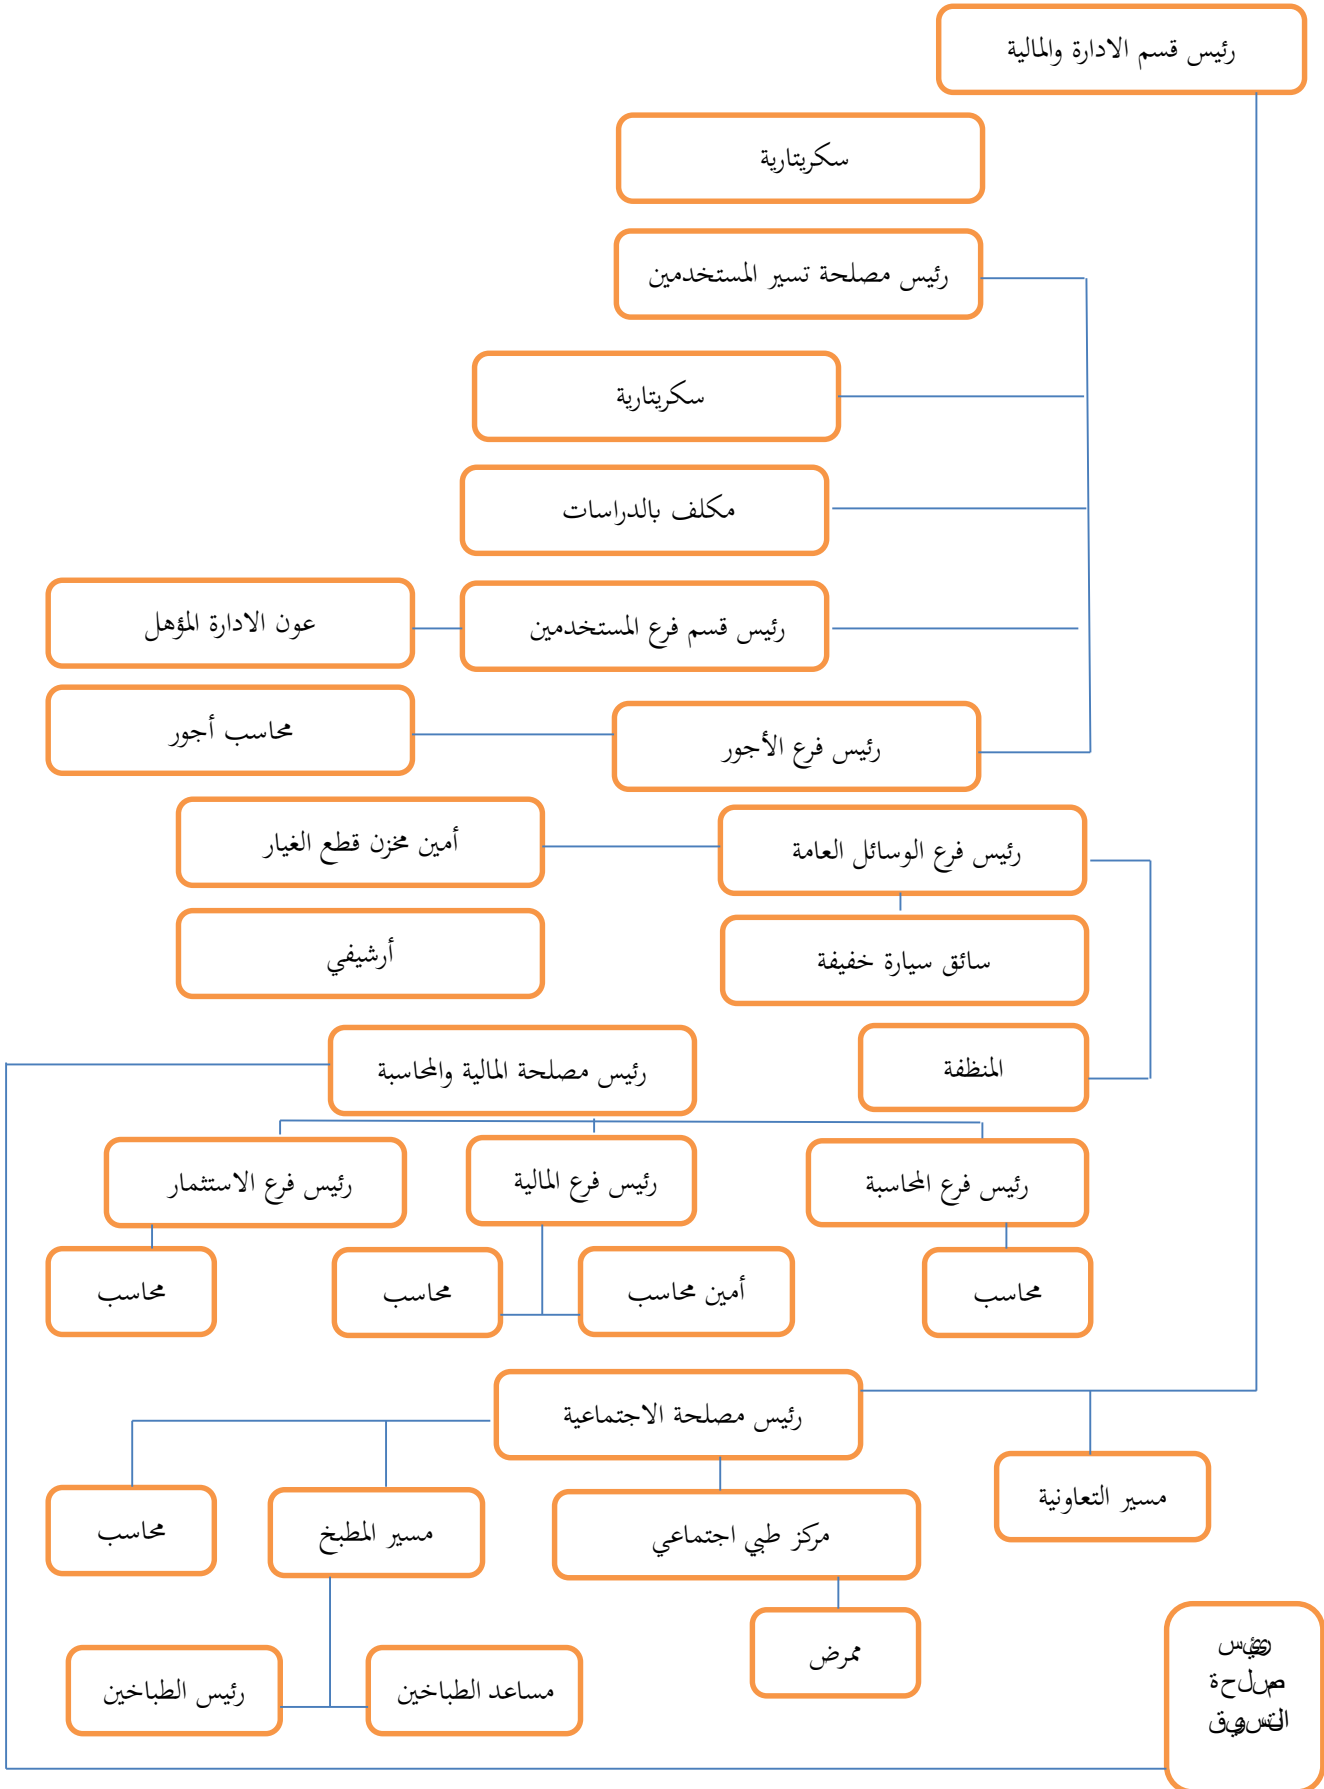 رئيس قسم الادارة والمالية
سكريتارية
رئيس مصلحة تسير المستخدمين
سكريتارية
مكلف بالدراسات
رئيس قسم فرع المستخدمين
عون الادارة المؤهل
رئيس فرع الأجور
محاسب أجور
رئيس فرع الوسائل العامة
أمين مخزن قطع الغيار
سائق سيارة خفيفة
أرشيفي
المنظفة
رئيس مصلحة المالية والمحاسبة
رئيس فرع المحاسبة
رئيس فرع المالية
رئيس فرع الاستثمار
محاسب
أمين محاسب
محاسب
محاسب
رئيس مصلحة الاجتماعية
مسير التعاونية
مركز طبي اجتماعي
مسير المطبخ
محاسب
ممرض
مساعد الطباخين
رئيس الطباخين
رئيس
مصلحة
التسويق